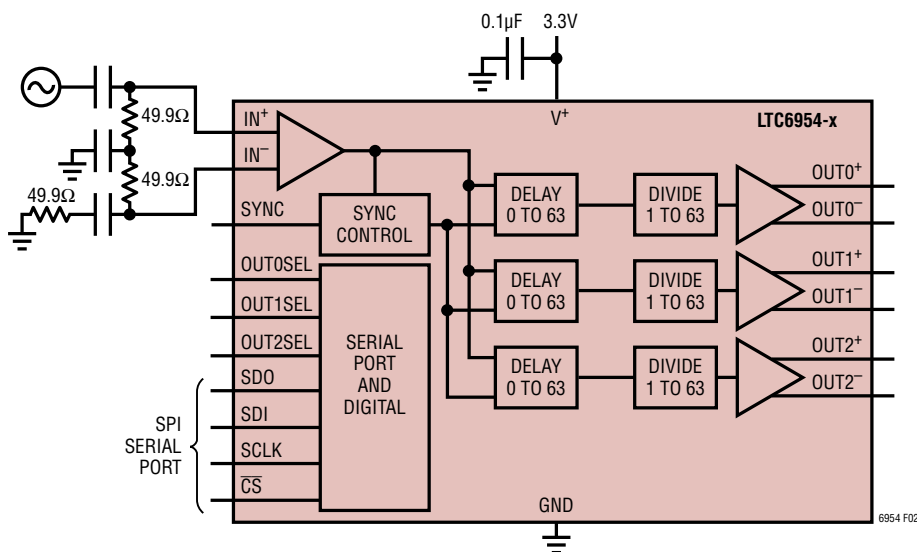 0.1µF
3.3V
49.9Ω
49.9Ω
49.9Ω
IN+
IN–
V+
LTC6954-x
SYNC
SYNC
CONTROL
DELAY
0 TO 63
DIVIDE
1 TO 63
OUT0+
OUT0–
OUT0SEL
OUT1SEL
OUT2SEL
SERIAL
PORT
AND
DIGITAL
DELAY
0 TO 63
DIVIDE
1 TO 63
OUT1+
OUT1–
DELAY
0 TO 63
DIVIDE
1 TO 63
OUT2+
OUT2–
SPI
SERIAL
PORT
SDO
SDI
SCLK
C̅S̅
GND
6954 F02